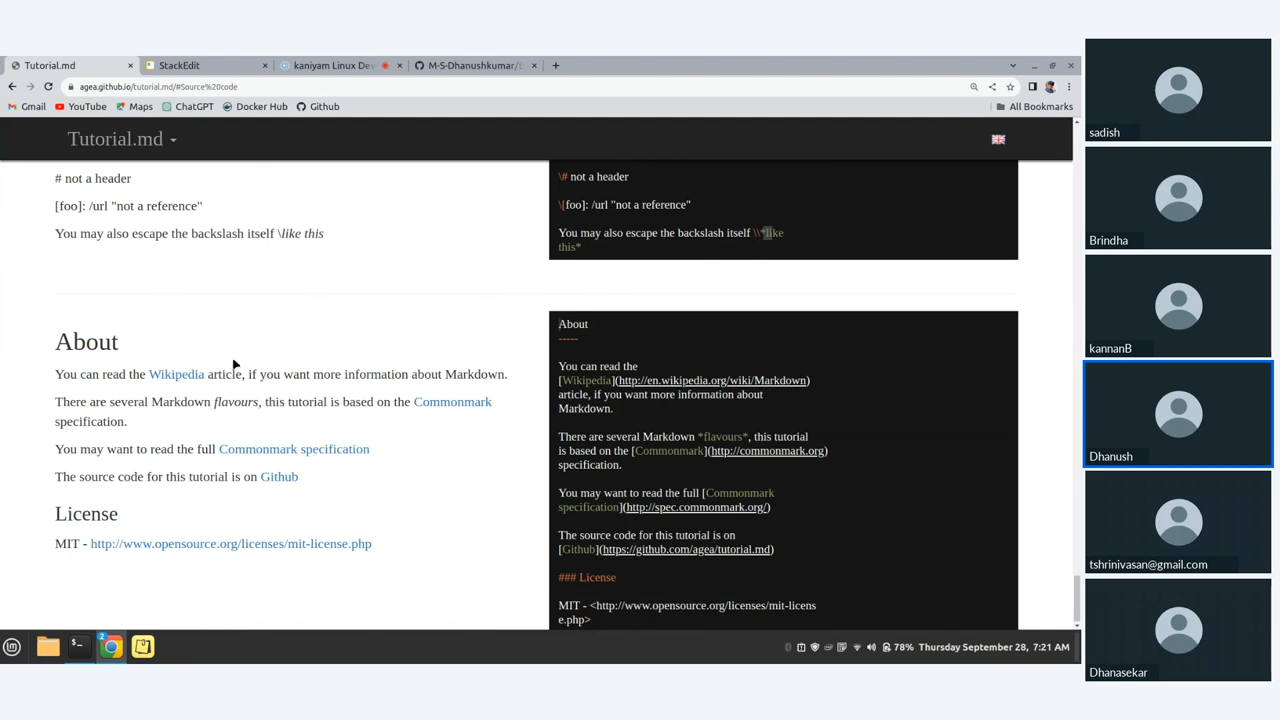 Tutorial.md
StackEdit
kaniyam Linux Dev
M-S-Dhanushkumar/
agea.github.io/tutorial.md/#Source%20code
Gmail
YouTube
Maps
ChatGPT
Docker Hub
Github
All Bookmarks
Tutorial.md
# not a header
[foo]: /url "not a reference"
You may also escape the backslash itself \like this
\# not a header
\[foo]: /url "not a reference"
You may also escape the backslash itself \\*like
this*
About
You can read the Wikipedia article, if you want more information about Markdown.
There are several Markdown flavours, this tutorial is based on the Commonmark
specification.
You may want to read the full Commonmark specification
The source code for this tutorial is on Github
License
MIT - http://www.opensource.org/licenses/mit-license.php
About
-----
You can read the
[Wikipedia](http://en.wikipedia.org/wiki/Markdown)
article, if you want more information about
Markdown.
There are several Markdown *flavours*, this tutorial
is based on the [Commonmark](http://commonmark.org)
specification.
You may want to read the full [Commonmark
specification](http://spec.commonmark.org/)
The source code for this tutorial is on
[Github](https://github.com/agea/tutorial.md)
### License
MIT - <http://www.opensource.org/licenses/mit-licens
e.php>
2
78% Thursday September 28, 7:21 AM
sadish
Brindha
kannanB
Dhanush
tshrinivasan@gmail.com
Dhanasekar